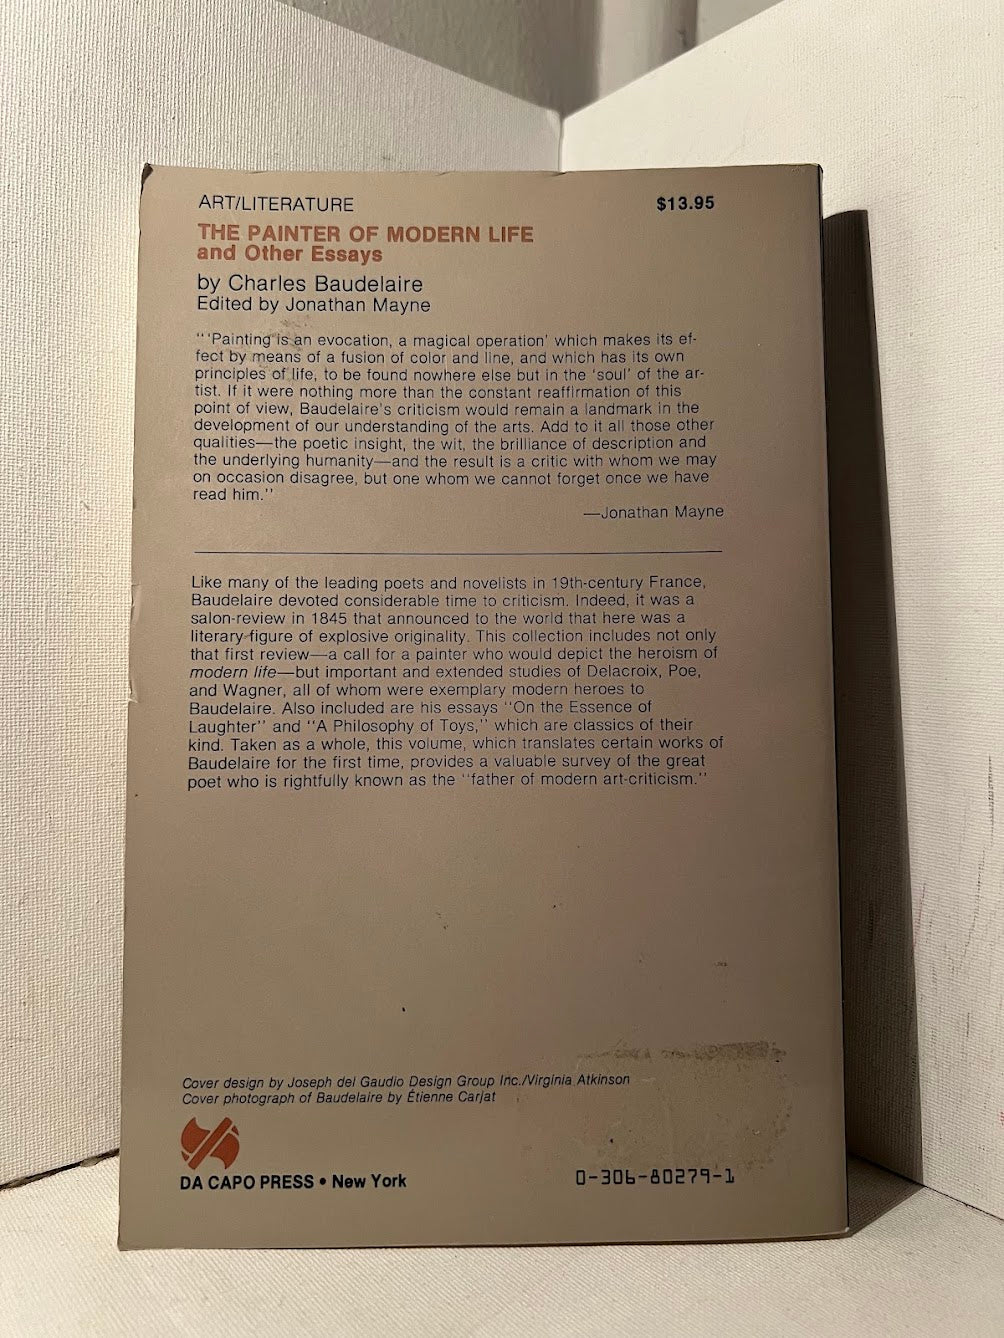 ART/LITERATURE
$13.95
THE PAINTER OF MODERN LIFE
and Other Essays
by Charles Baudelaire
Edited by Jonathan Mayne
“‘Painting is an evocation, a magical operation’ which makes its ef-
fect by means of a fusion of color and line, and which has its own
principles of life, to be found nowhere else but in the ‘soul’ of the ar-
tist. If it were nothing more than the constant reaffirmation of this
point of view, Baudelaire's criticism would remain a landmark in the
development of our understanding of the arts. Add to it all those other
qualities—the poetic insight, the wit, the brilliance of description and
the underlying humanity—and the result is a critic with whom we may
on occasion disagree, but one whom we cannot forget once we have
read him.”
—Jonathan Mayne
Like many of the leading poets and novelists in 19th-century France,
Baudelaire devoted considerable time to criticism. Indeed, it was a
salon-review in 1845 that announced to the world that here was a
literary figure of explosive originality. This collection includes not only
that first review—a call for a painter who would depict the heroism of
modern life—but important and extended studies of Delacroix, Poe,
and Wagner, all of whom were exemplary modern heroes to
Baudelaire. Also included are his essays “On the Essence of
Laughter” and “A Philosophy of Toys,” which are classics of their
kind. Taken as a whole, this volume, which translates certain works of
Baudelaire for the first time, provides a valuable survey of the great
poet who is rightfully known as the “father of modern art-criticism.”
Cover design by Joseph del Gaudio Design Group Inc./Virginia Atkinson
Cover photograph of Baudelaire by Étienne Carjat
DA CAPO PRESS • New York
0-306-80279-1